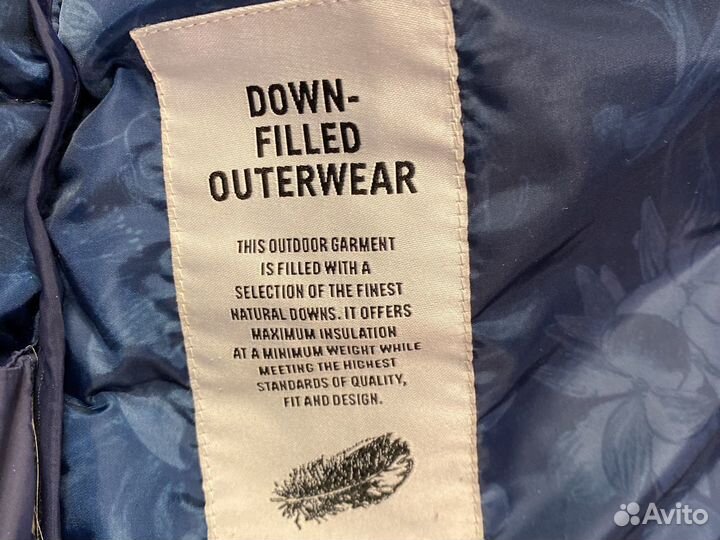 DOWN-
FILLED
OUTERWEAR
THIS OUTDOOR GARMENT
IS FILLED WITH A
SELECTION OF THE FINEST
NATURAL DOWNS. IT OFFERS
MAXIMUM INSULATION
AT A MINIMUM WEIGHT WHILE
MEETING THE HIGHEST
STANDARDS OF QUALITY,
FIT AND DESIGN.
Avito